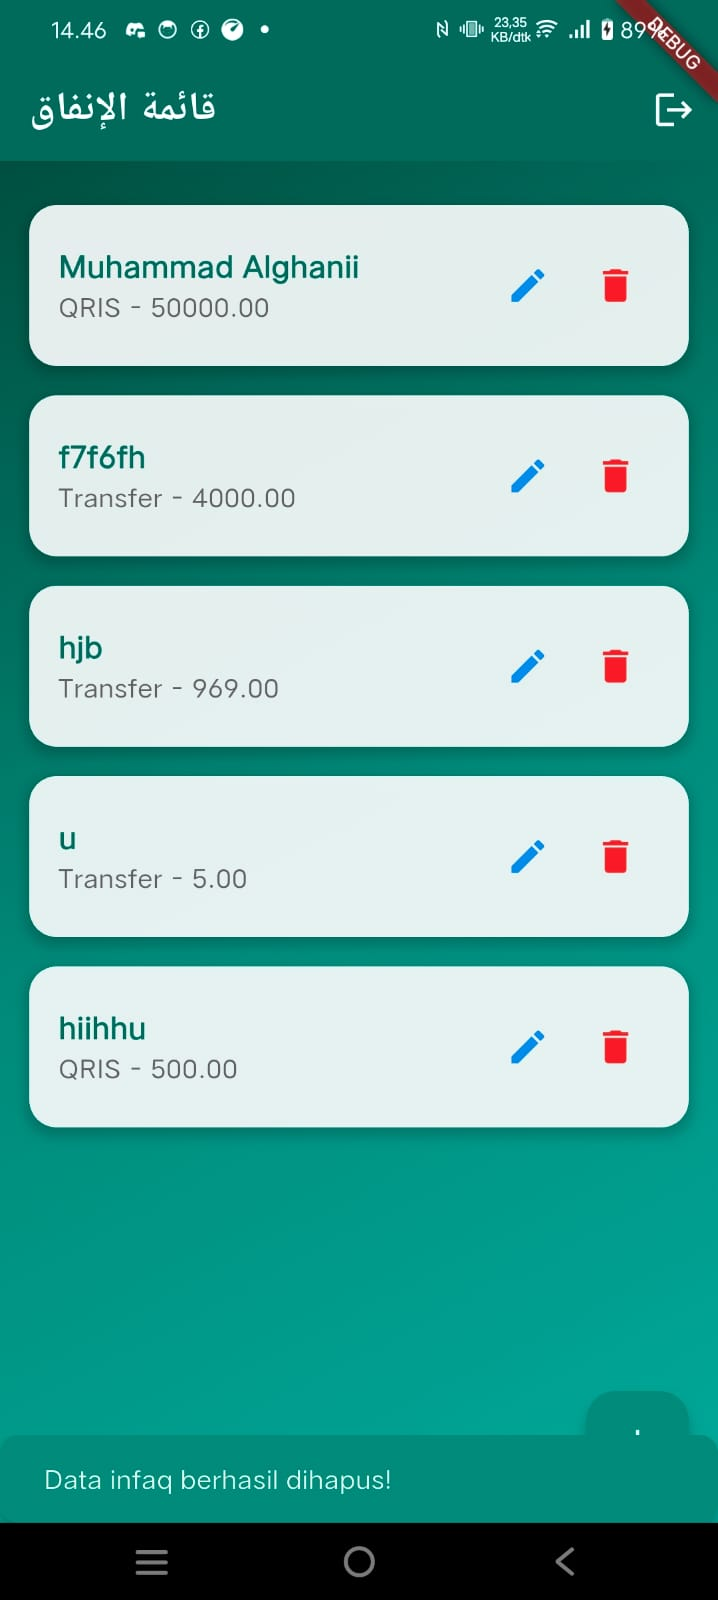 14.46
23,35
KB/dtk
89%
DEBUG
قائمة الإنفاق
Muhammad Alghanii
QRIS - 50000.00
f7f6fh
Transfer - 4000.00
hjb
Transfer - 969.00
u
Transfer - 5.00
hiihhu
QRIS - 500.00
Data infaq berhasil dihapus!